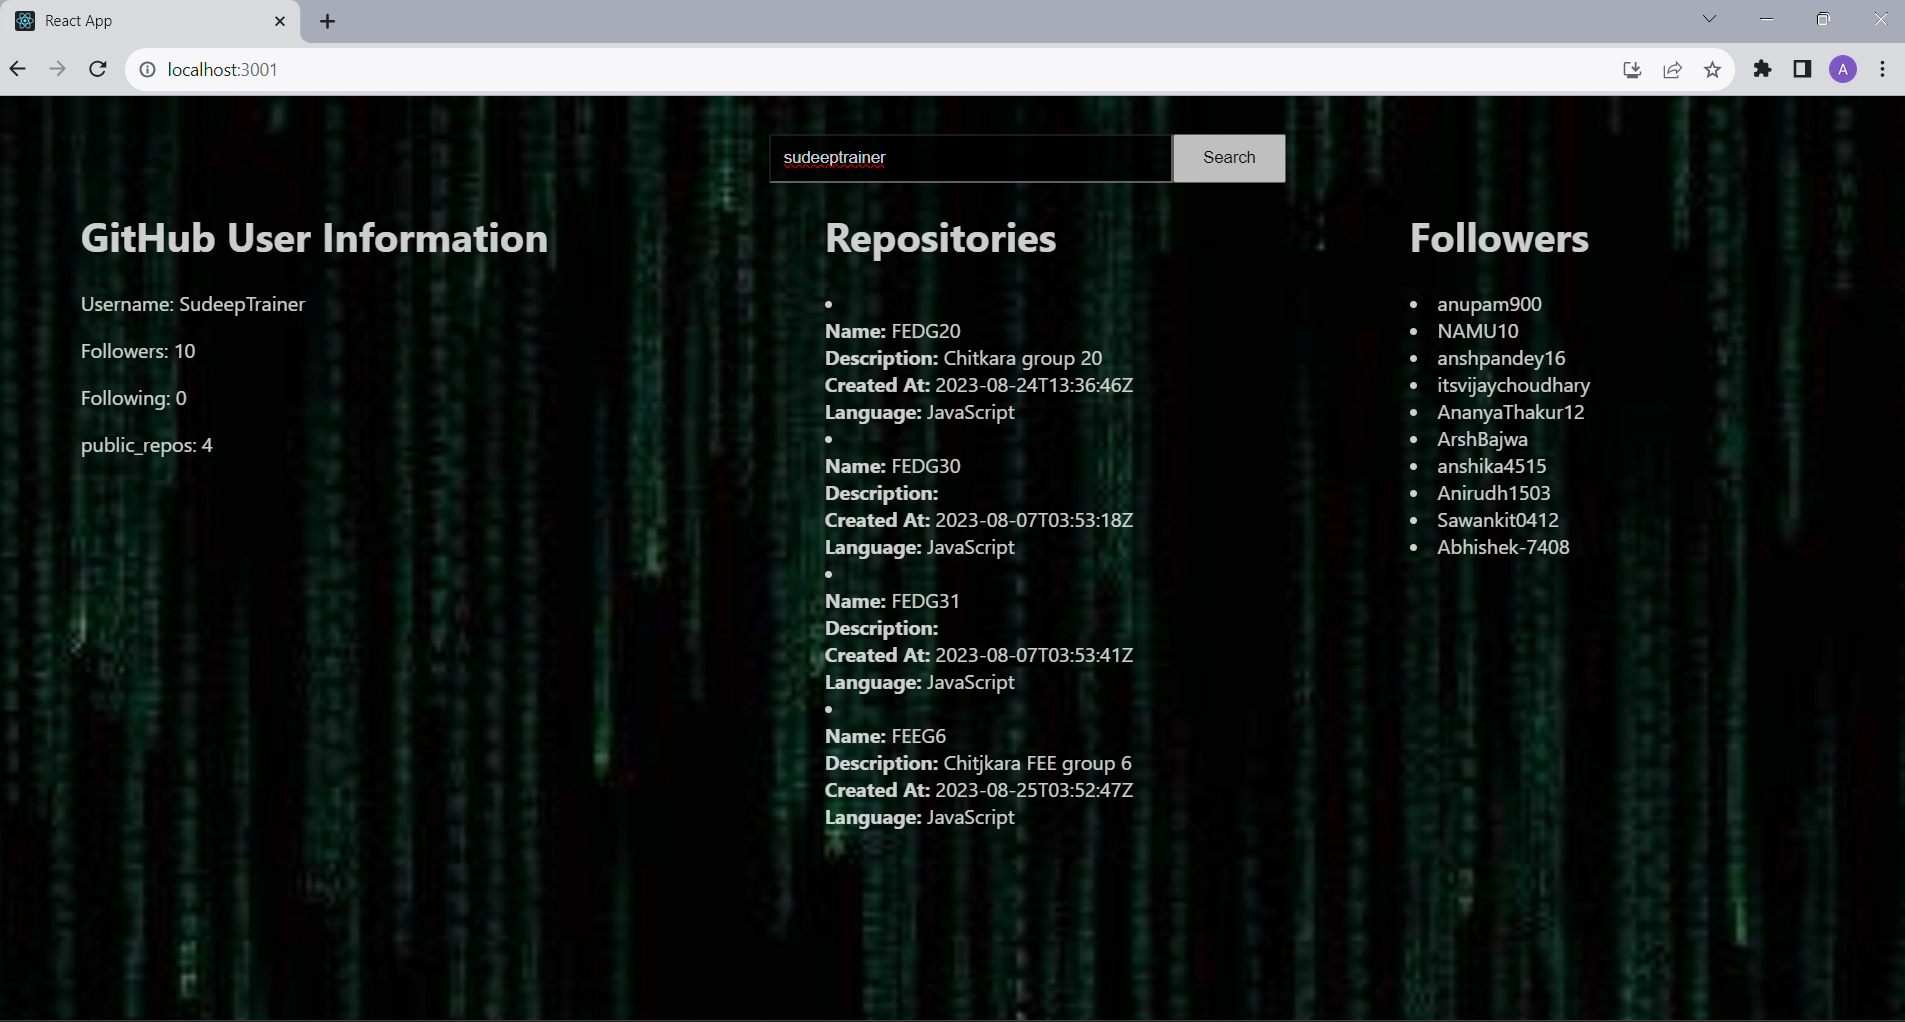 React App
localhost:3001
A
sudeeptrainer
Search
GitHub User Information
Username: SudeepTrainer
Followers: 10
Following: 0
public_repos: 4
Repositories
Name: FEDG20
Description: Chitkara group 20
Created At: 2023-08-24T13:36:46Z
Language: JavaScript
Name: FEDG30
Description:
Created At: 2023-08-07T03:53:18Z
Language: JavaScript
Name: FEDG31
Description:
Created At: 2023-08-07T03:53:41Z
Language: JavaScript
Name: FEEG6
Description: Chitjkara FEE group 6
Created At: 2023-08-25T03:52:47Z
Language: JavaScript
Followers
anupam900
NAMU10
anshpandey16
itsvijaychoudhary
AnanyaThakur12
ArshBajwa
anshika4515
Anirudh1503
Sawankit0412
Abhishek-7408